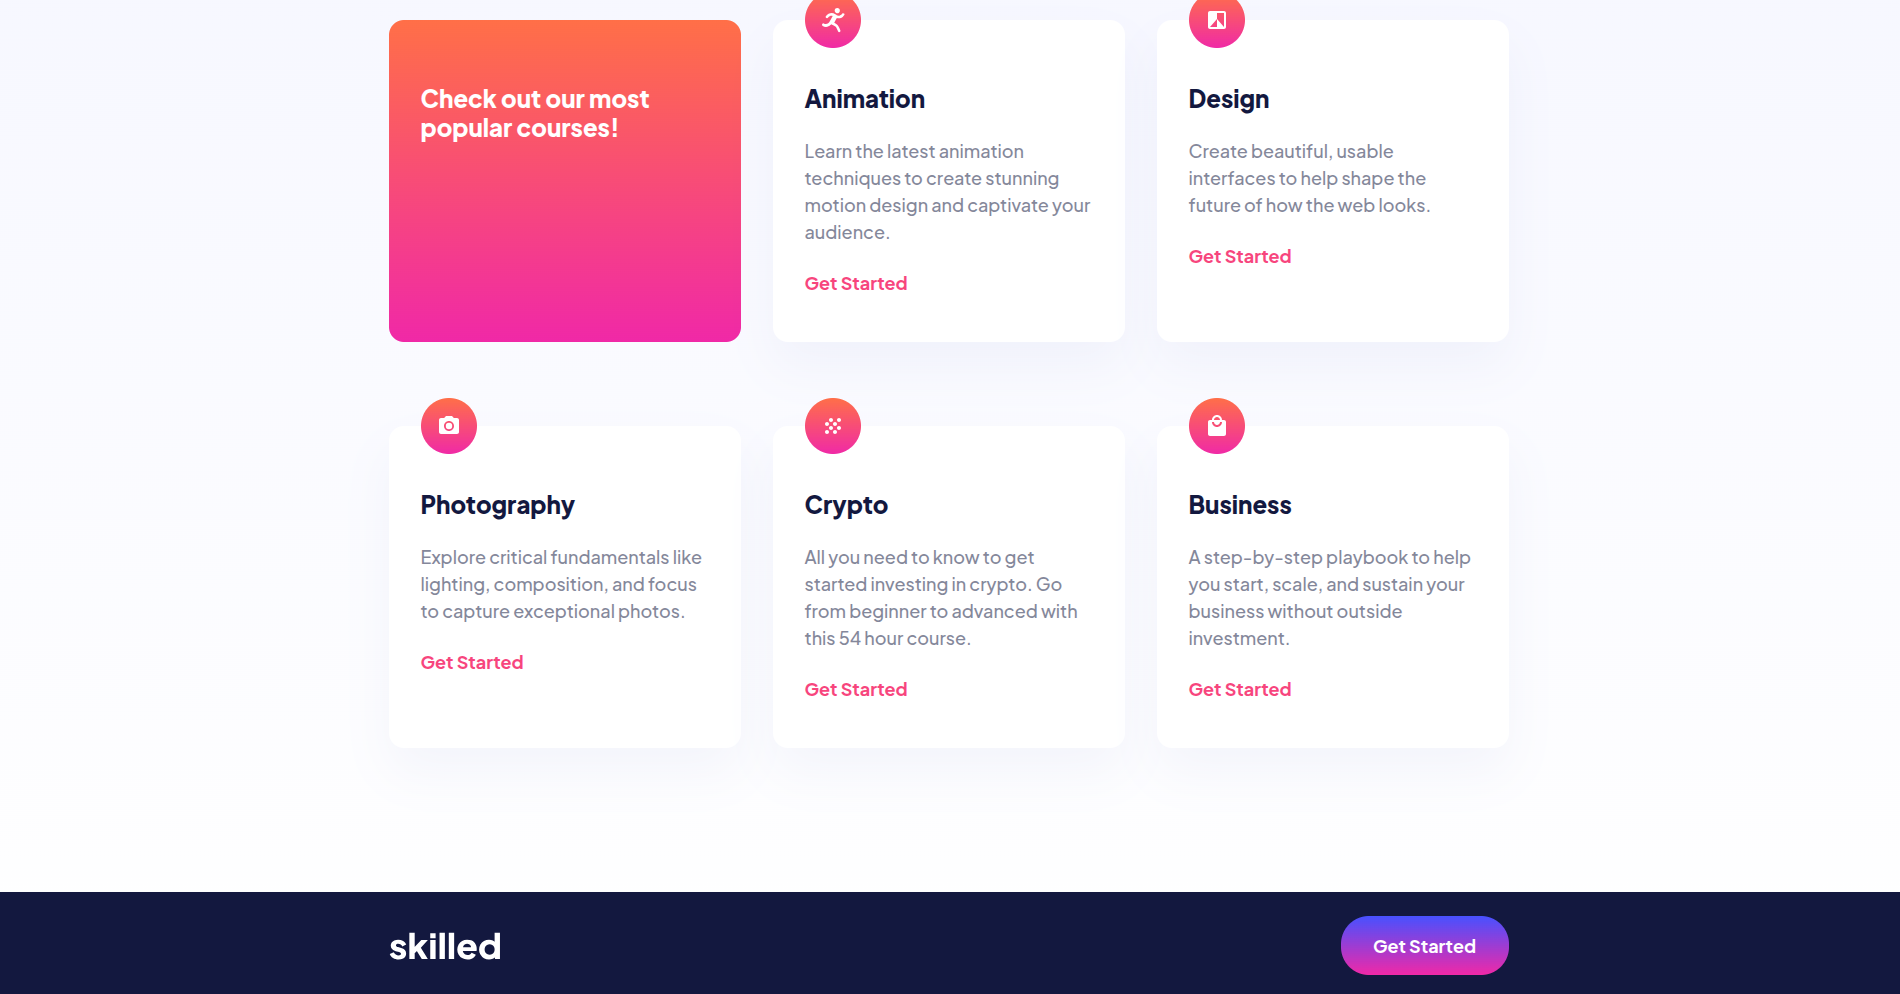 Check out our most
popular courses!
Animation
Learn the latest animation
techniques to create stunning
motion design and captivate your
audience.
Get Started
Design
Create beautiful, usable
interfaces to help shape the
future of how the web looks.
Get Started
Photography
Explore critical fundamentals like
lighting, composition, and focus
to capture exceptional photos.
Get Started
Crypto
All you need to know to get
started investing in crypto. Go
from beginner to advanced with
this 54 hour course.
Get Started
Business
A step-by-step playbook to help
you start, scale, and sustain your
business without outside
investment.
Get Started
skilled
Get Started